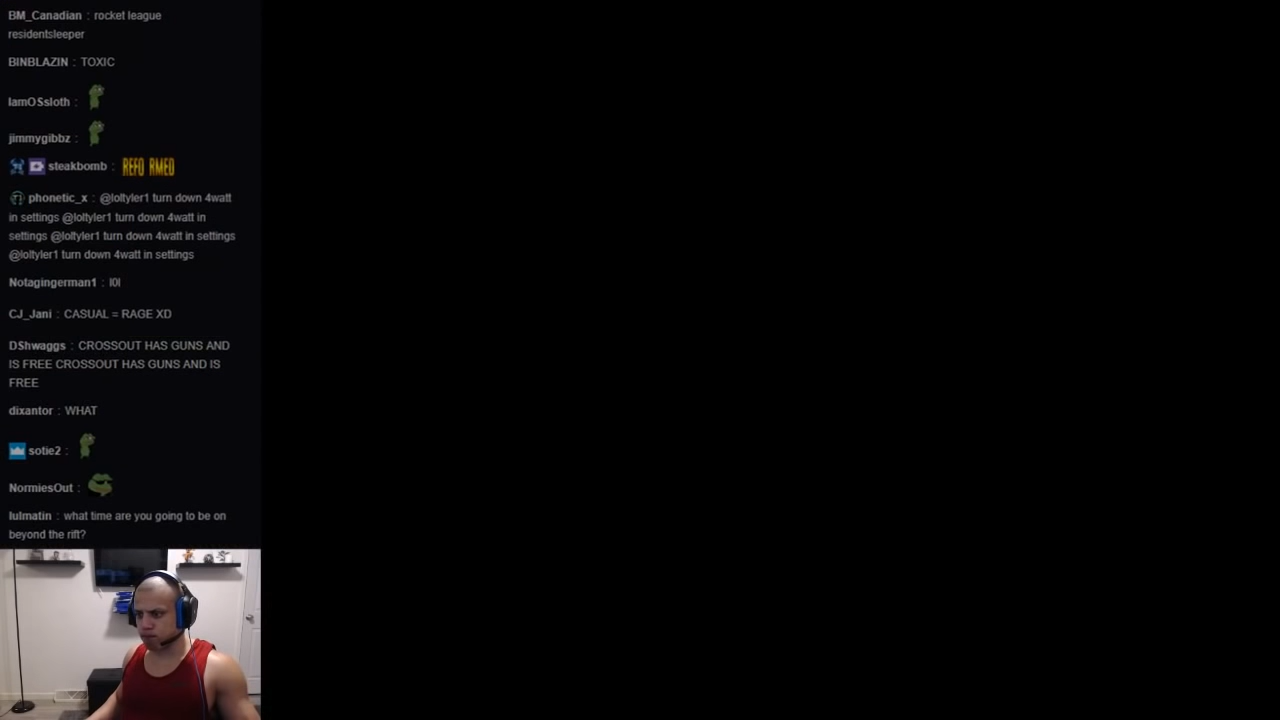 BM_Canadian : rocket league
residentsleeper
BINBLAZIN : TOXIC
IamOSsloth :
jimmygibbz :
steakbomb : REFO RMED
phonetic_x : @loltyler1 turn down 4watt
in settings @loltyler1 turn down 4watt in
settings @loltyler1 turn down 4watt in settings
@loltyler1 turn down 4watt in settings
Notagingerman1 : l0l
CJ_Jani : CASUAL = RAGE XD
DShwaggs : CROSSOUT HAS GUNS AND
IS FREE CROSSOUT HAS GUNS AND IS
FREE
dixantor : WHAT
sotie2 :
NormiesOut :
lulmatin : what time are you going to be on
beyond the rift?